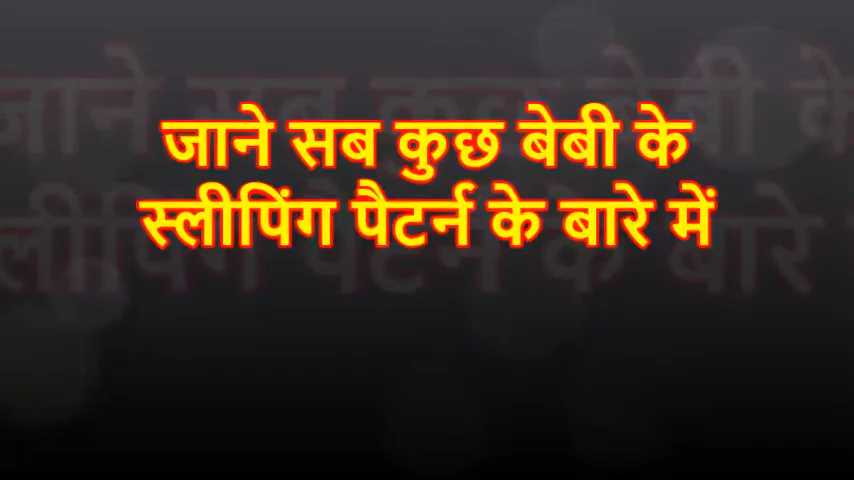 जाने सब कुछ बेबी के
स्लीपिंग पैटर्न के बारे में